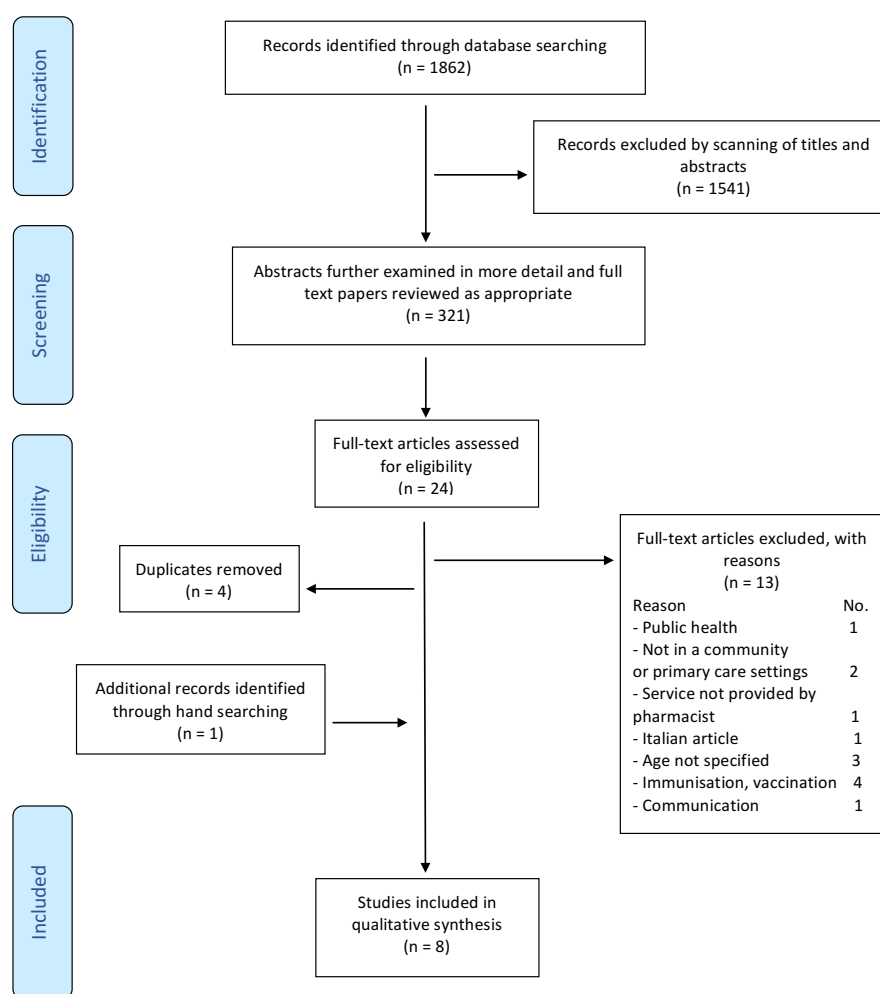 Identification
Records identified through database searching
(n = 1862)
Records excluded by scanning of titles and
abstracts
(n = 1541)
Screening
Abstracts further examined in more detail and full
text papers reviewed as appropriate
(n = 321)
Eligibility
Full-text articles assessed
for eligibility
(n = 24)
Duplicates removed
(n = 4)
Full-text articles excluded, with
reasons
(n = 13)
Reason No.
- Public health 1
- Not in a community
or primary care settings 2
- Service not provided by
pharmacist 1
- Italian article 1
- Age not specified 3
- Immunisation, vaccination 4
- Communication 1
Additional records identified
through hand searching
(n = 1)
Included
Studies included in
qualitative synthesis
(n = 8)